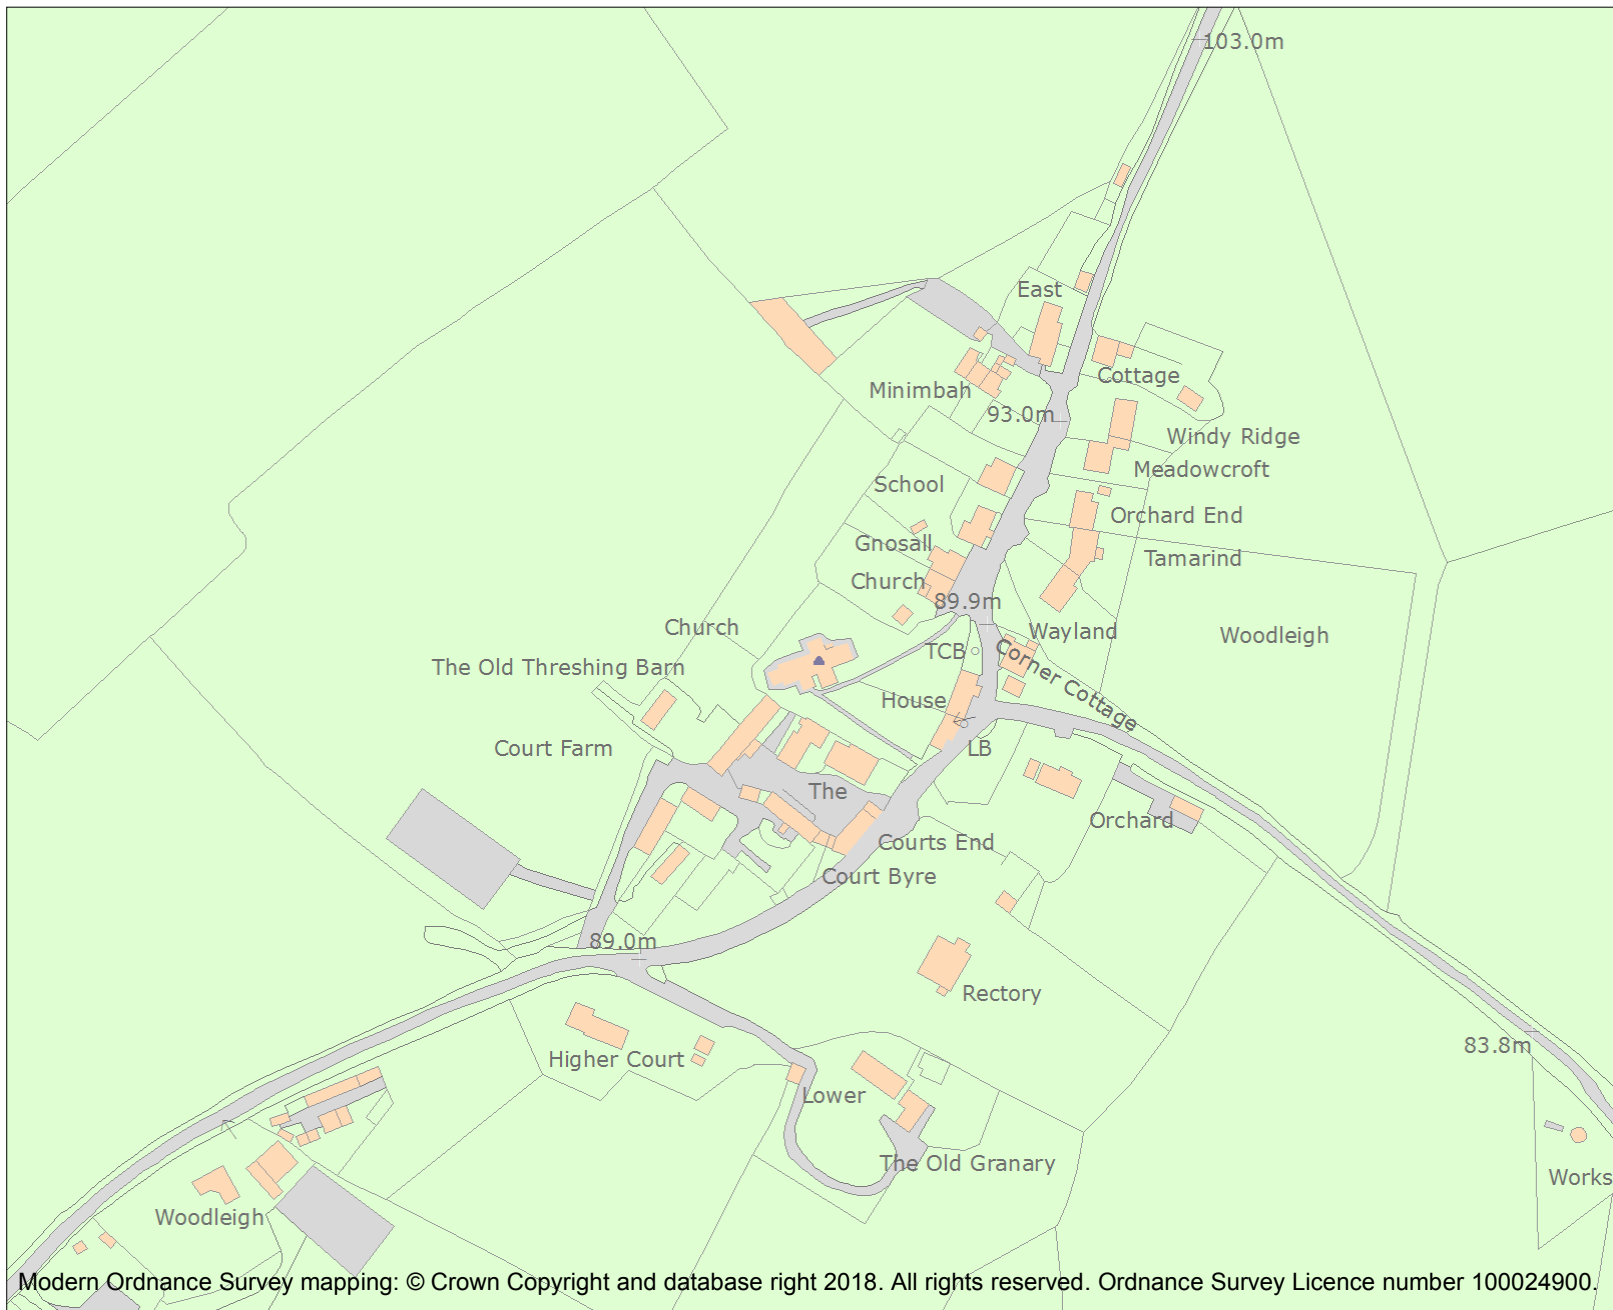 103.0m
East
Cottage
Minimbah
93.0m
Windy Ridge
Meadowcroft
School
Orchard End
Gnosall
Tamarind
Church
89.9m
Church
Wayland
Woodleigh
TCB
The Old Threshing Barn
Corner Cottage
House
Court Farm
LB
The
Orchard
Courts End
Court Byre
89.0m
Rectory
83.8m
Higher Court
Lower
The Old Granary
Works
Woodleigh
Modern Ordnance Survey mapping: © Crown Copyright and database right 2018. All rights reserved. Ordnance Survey Licence number 100024900.